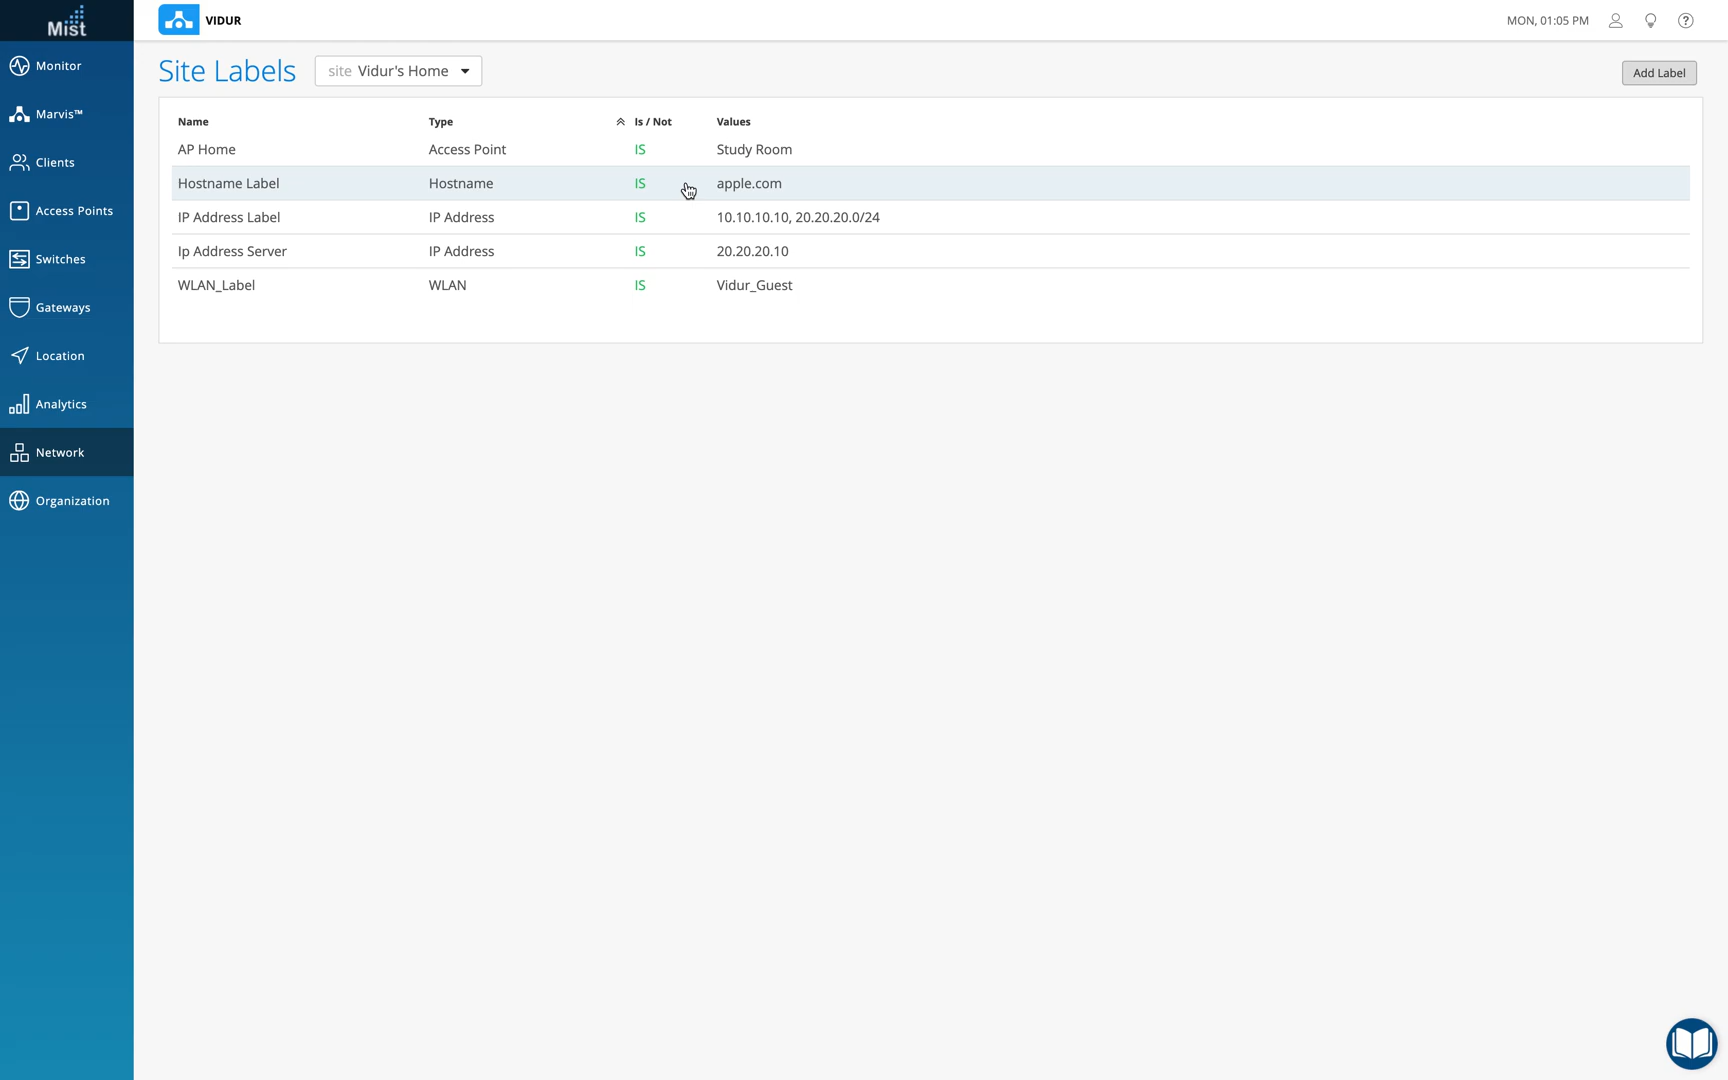 Mist
VIDUR
MON, 01:05 PM
Monitor
Marvis™
Clients
Access Points
Switches
Gateways
Location
Analytics
Network
Organization
Site Labels
site Vidur's Home
Add Label
Name Type Is / Not Values
AP Home Access Point IS Study Room
Hostname Label Hostname IS apple.com
IP Address Label IP Address IS 10.10.10.10, 20.20.20.0/24
Ip Address Server IP Address IS 20.20.20.10
WLAN_Label WLAN IS Vidur_Guest